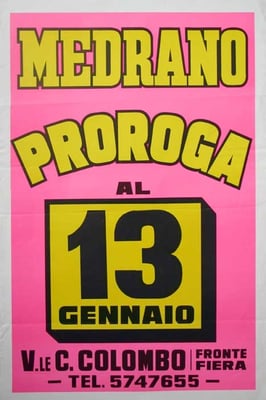 MEDRANO
PROROGA
AL
13
GENNAIO
V.LE C. COLOMBO FRONTE FIERA
— TEL. 5747655 —